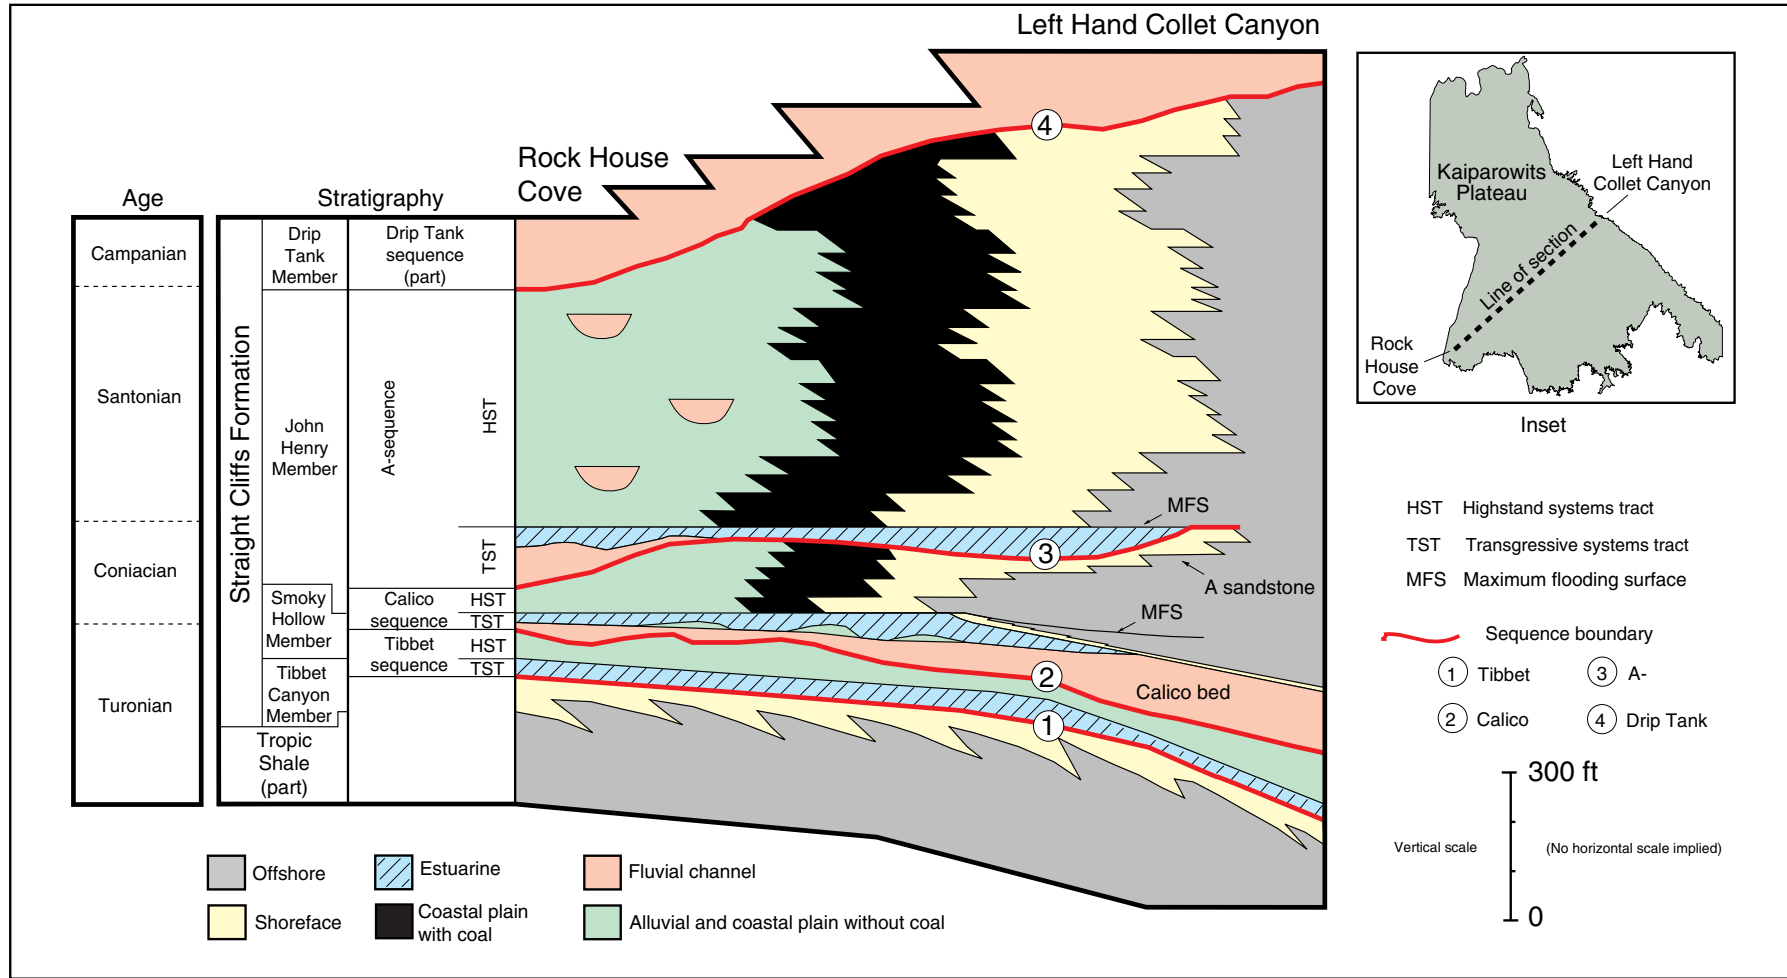 Left Hand Collet Canyon
Rock House
Cove
Age
Stratigraphy
Campanian
Santonian
Coniacian
Turonian
Straight Cliffs Formation
Drip
Tank
Member
John
Henry
Member
Smoky
Hollow
Member
Tibbet
Canyon
Member
Tropic
Shale
(part)
Drip Tank
sequence
(part)
A-sequence
HST
TST
Calico
sequence
HST
TST
Tibbet
sequence
HST
TST
4
MFS
3
A sandstone
MFS
2
Calico bed
1
Kaiparowits
Plateau
Left Hand
Collet Canyon
Line of section
Rock
House
Cove
Inset
HST Highstand systems tract
TST Transgressive systems tract
MFS Maximum flooding surface
Sequence boundary
1 Tibbet
3 A-
2 Calico
4 Drip Tank
300 ft
Vertical scale
(No horizontal scale implied)
0
Offshore
Estuarine
Fluvial channel
Shoreface
Coastal plain
with coal
Alluvial and coastal plain without coal